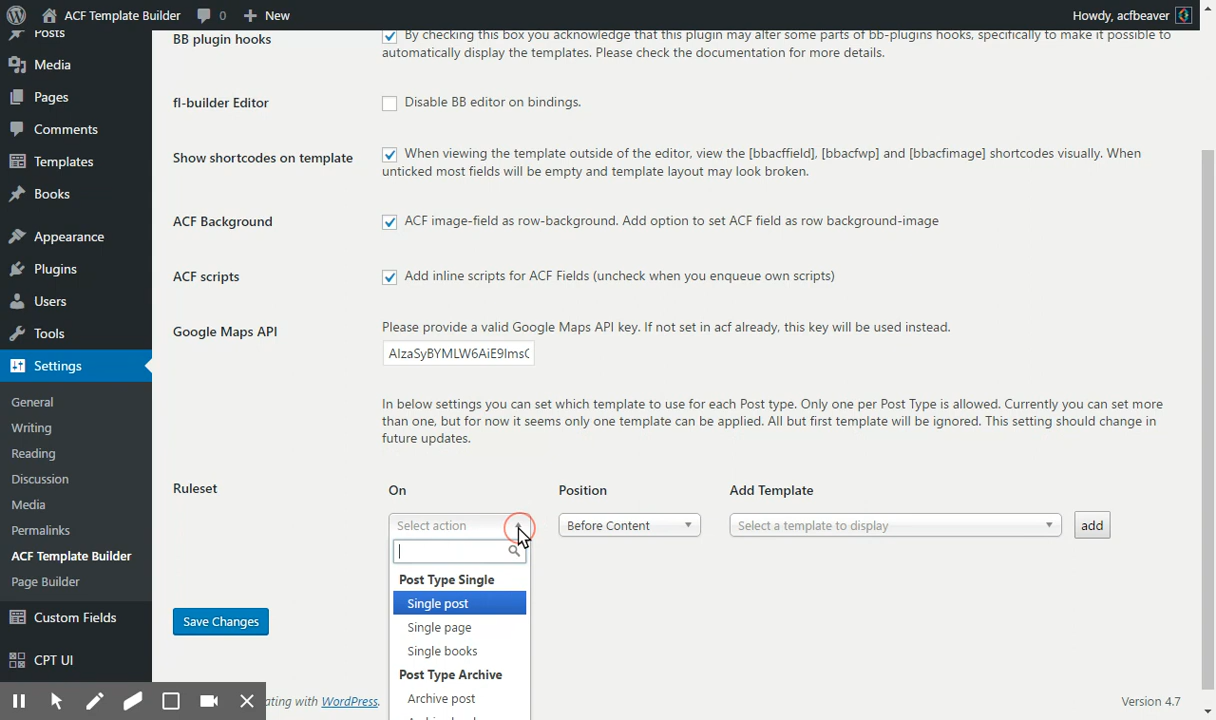 ACF Template Builder 0 New Howdy, acfbeaver
Posts
Media
Pages
Comments
Templates
Books
Appearance
Plugins
Users
Tools
Settings
General
Writing
Reading
Discussion
Media
Permalinks
ACF Template Builder
Page Builder
Custom Fields
CPT UI
BB plugin hooks
By checking this box you acknowledge that this plugin may alter some parts of bb-plugins hooks, specifically to make it possible to
automatically display the templates. Please check the documentation for more details.
fl-builder Editor
Disable BB editor on bindings.
Show shortcodes on template
When viewing the template outside of the editor, view the [bbacffield], [bbacfwp] and [bbacfimage] shortcodes visually. When
unticked most fields will be empty and template layout may look broken.
ACF Background
ACF image-field as row-background. Add option to set ACF field as row background-image
ACF scripts
Add inline scripts for ACF Fields (uncheck when you enqueue own scripts)
Google Maps API
Please provide a valid Google Maps API key. If not set in acf already, this key will be used instead.
In below settings you can set which template to use for each Post type. Only one per Post Type is allowed. Currently you can set more
than one, but for now it seems only one template can be applied. All but first template will be ignored. This setting should change in
future updates.
Ruleset
On Position Add Template
Select action Before Content Select a template to display add
Post Type Single
Single post
Single page
Single books
Post Type Archive
Archive post
Save Changes
ating with WordPress.
Version 4.7